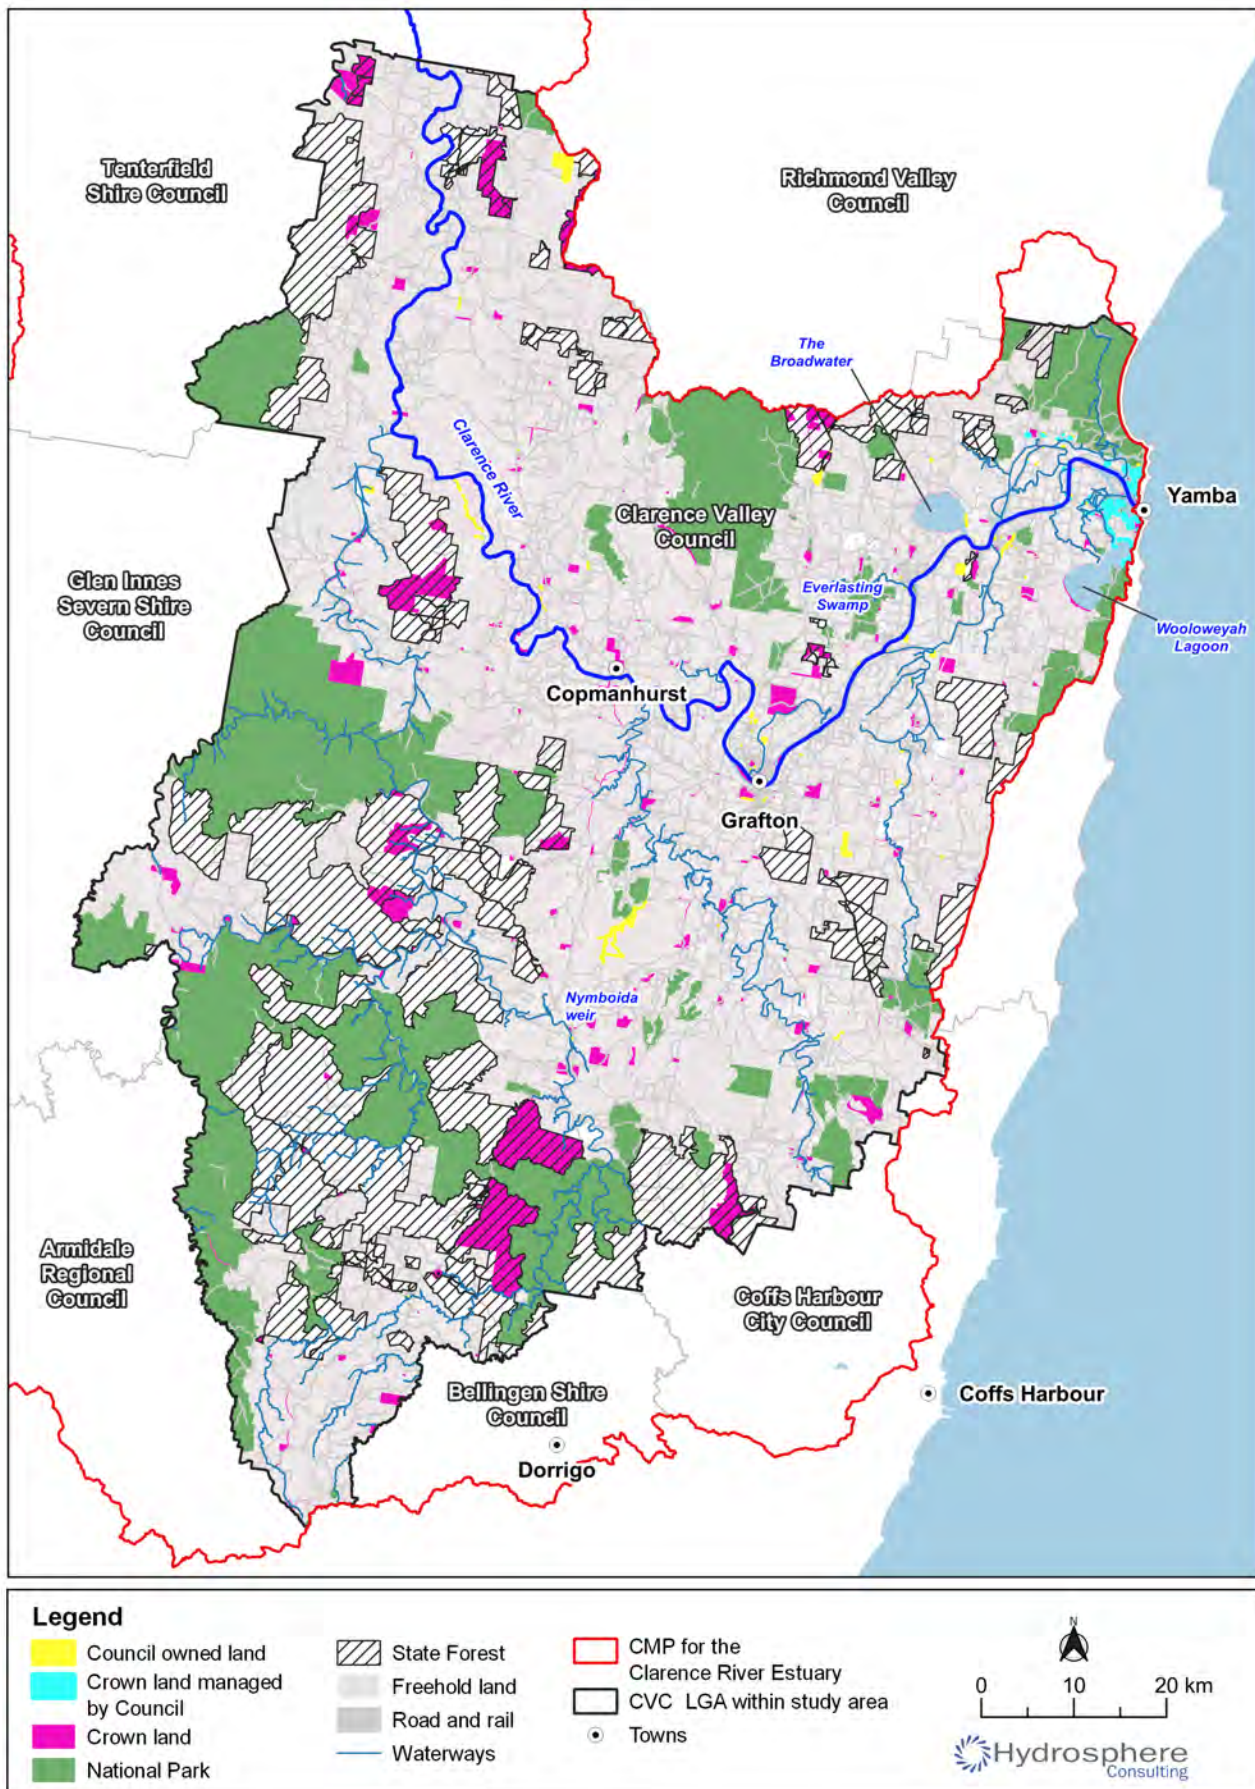 Tenterfield
Shire Council
Richmond Valley
Council
The
Broadwater
Clarence River
Yamba
Clarence Valley
Council
Glen Innes
Severn Shire
Council
Everlasting
Swamp
Wooloweyah
Lagoon
Copmanhurst
Grafton
Nymboida
weir
Armidale
Regional
Council
Coffs Harbour
City Council
Bellingen Shire
Council
Coffs Harbour
Dorrigo
Legend
Council owned land
Crown land managed
by Council
Crown land
National Park
State Forest
Freehold land
Road and rail
Waterways
CMP for the
Clarence River Estuary
CVC LGA within study area
Towns
N
0 10 20 km
Hydrosphere
Consulting